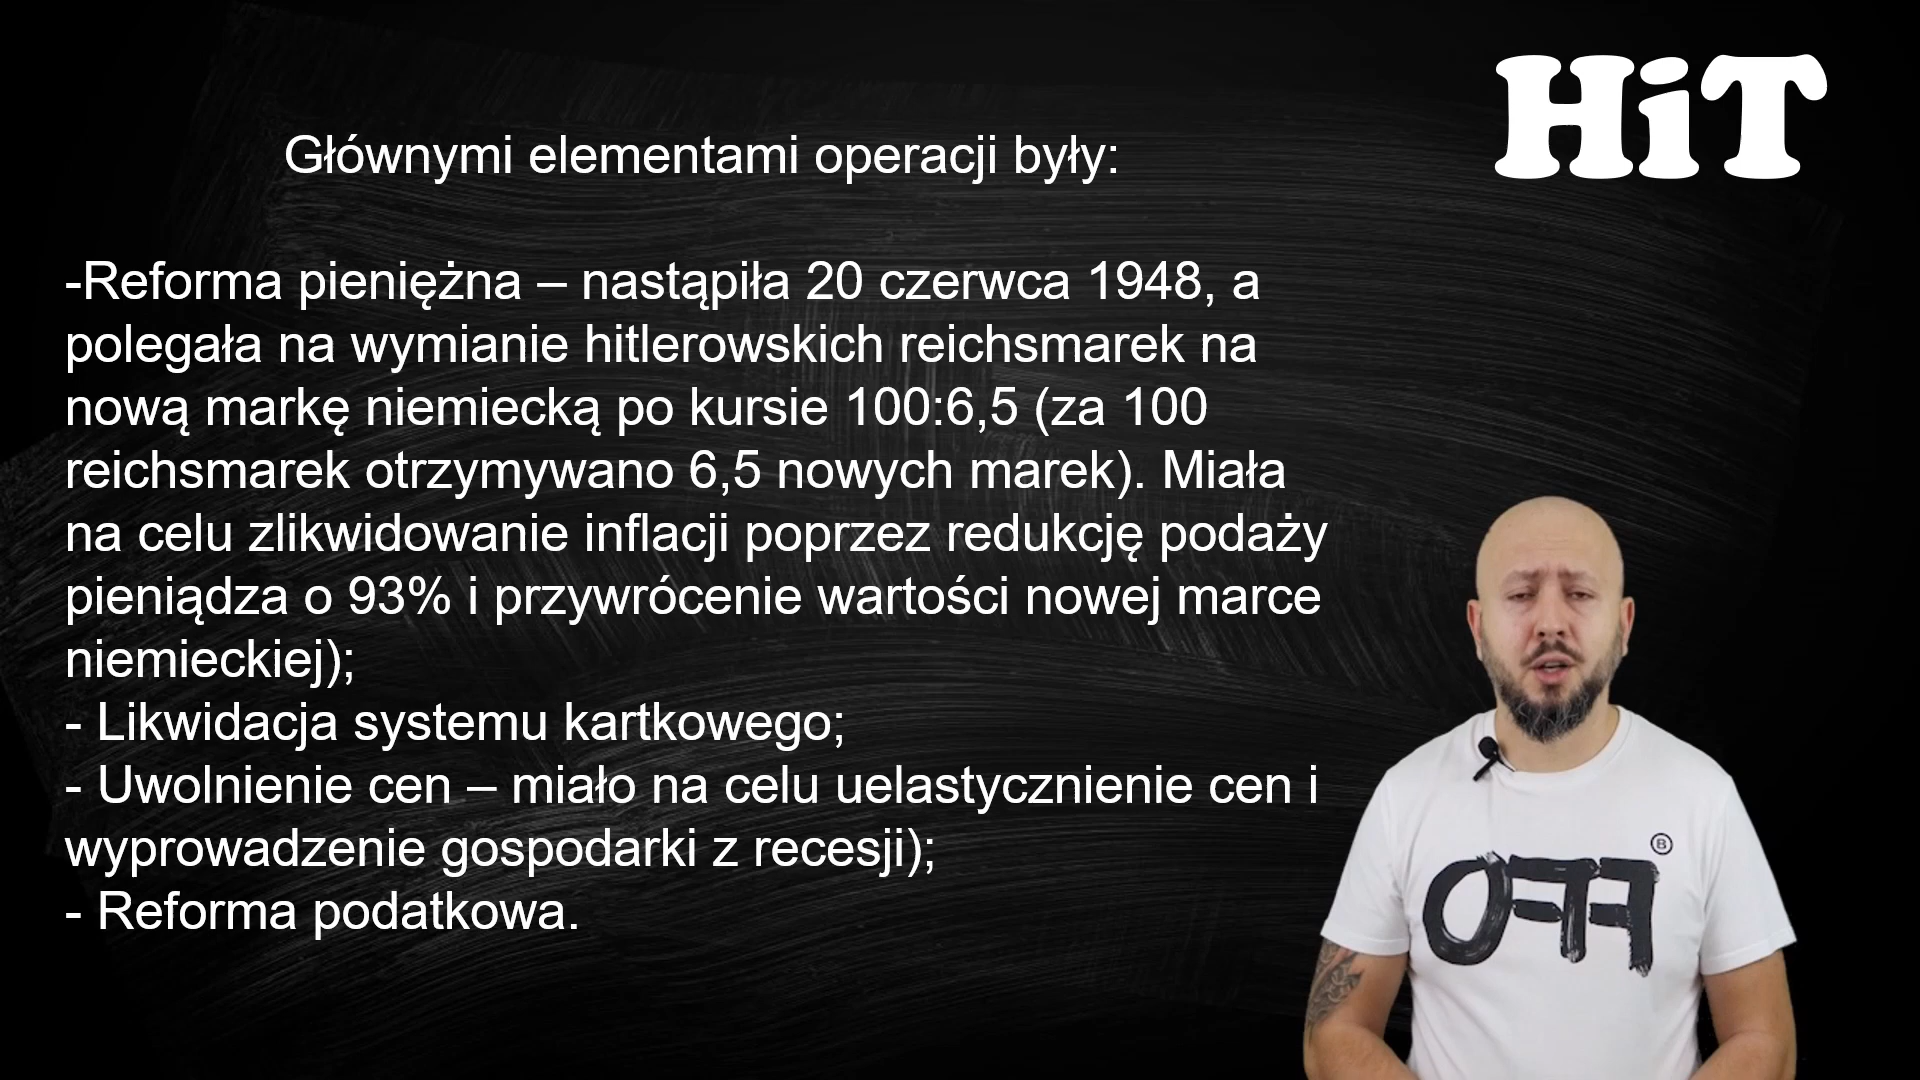 HiT
Głównymi elementami operacji były:
-Reforma pieniężna – nastąpiła 20 czerwca 1948, a
polegała na wymianie hitlerowskich reichsmarek na
nową markę niemiecką po kursie 100:6,5 (za 100
reichsmarek otrzymywano 6,5 nowych marek). Miała
na celu zlikwidowanie inflacji poprzez redukcję podaży
pieniądza o 93% i przywrócenie wartości nowej marce
niemieckiej);
- Likwidacja systemu kartkowego;
- Uwolnienie cen – miało na celu uelastycznienie cen i
wyprowadzenie gospodarki z recesji);
- Reforma podatkowa.
B
OFF